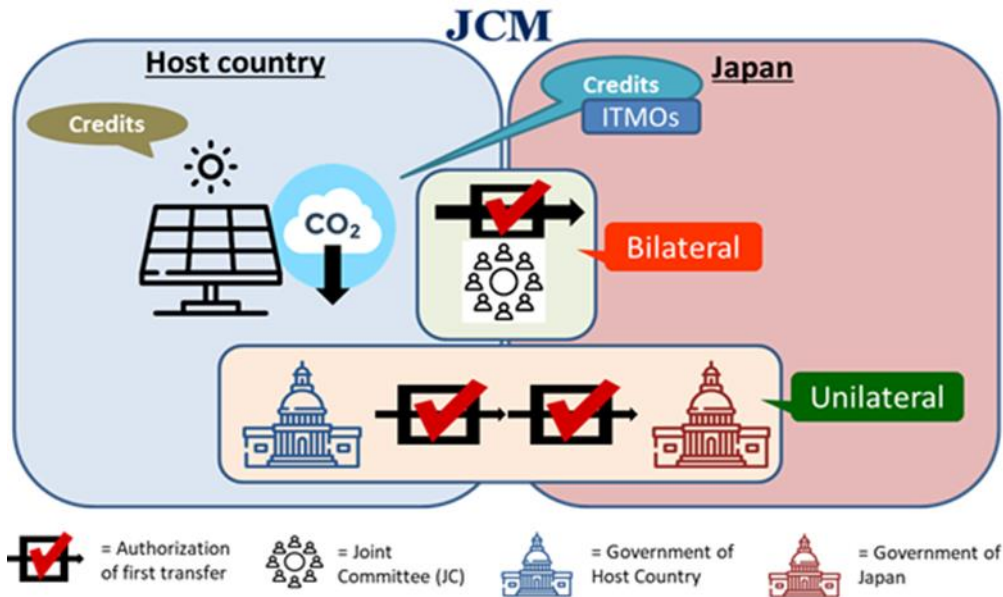 JCM
Host country
Japan
Credits
Credits
ITMOs
CO₂
Bilateral
Unilateral
= Authorization
of first transfer
= Joint
Committee (JC)
= Government of
Host Country
= Government of
Japan